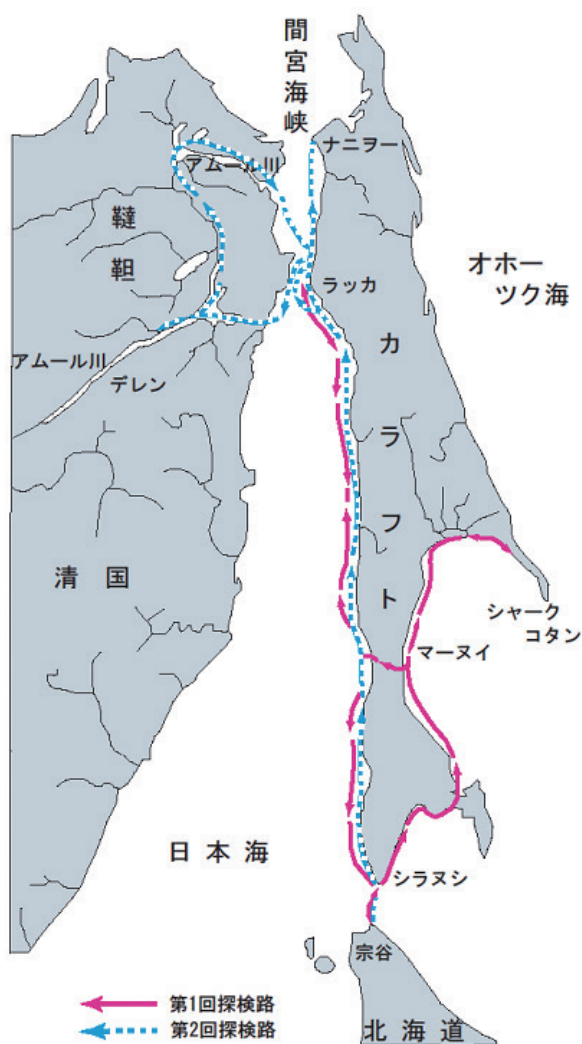 間宮海峡
ナニヲー
アムール川
韃靼
オホー
ツク海
ラッカ
アムール川
デレン
カラフト
清国
シャーク
コタン
マーヌイ
日本海
シラヌシ
宗谷
第1回探検路
第2回探検路
北海道